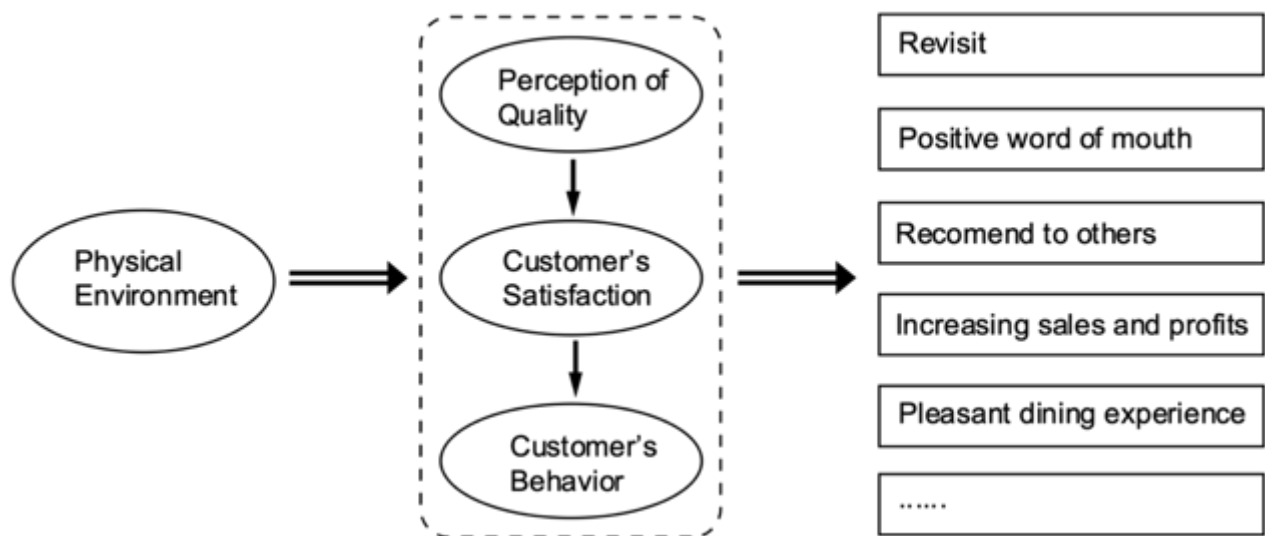 Physical
Environment
Perception of
Quality
Customer's
Satisfaction
Customer's
Behavior
Revisit
Positive word of mouth
Recomend to others
Increasing sales and profits
Pleasant dining experience
......